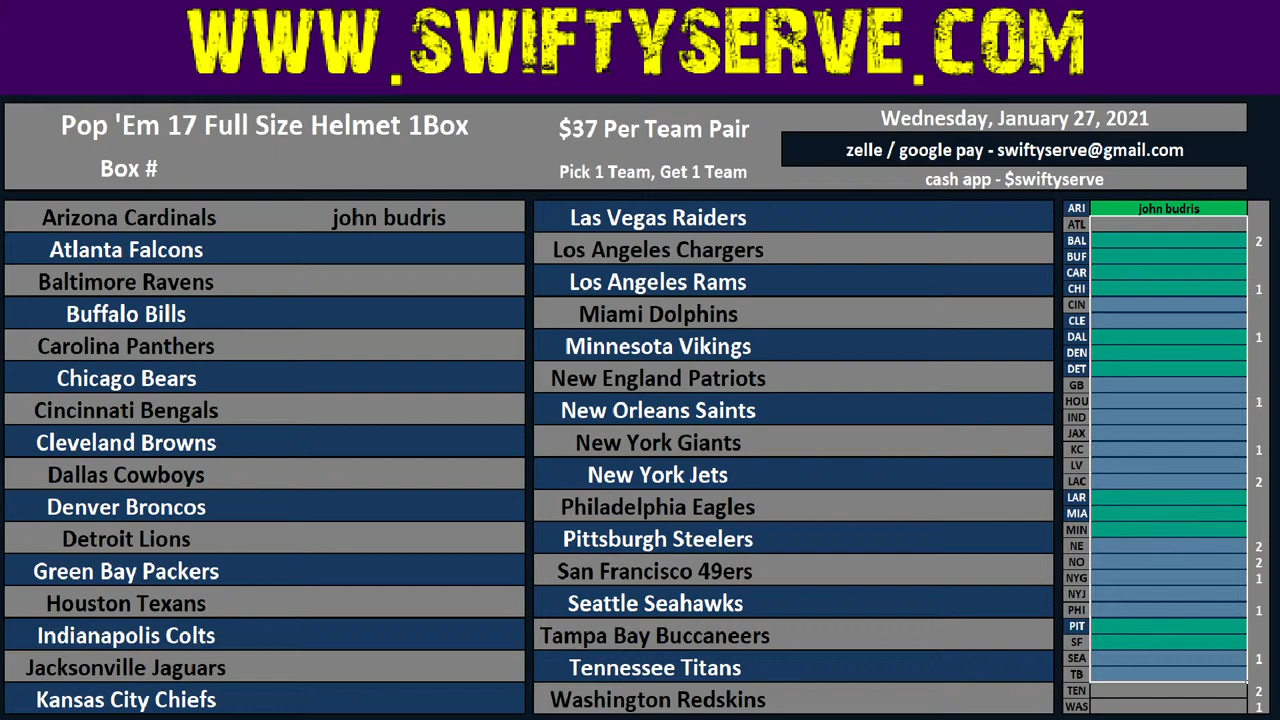 WWW.SWIFTYSERVE.COM
Pop 'Em 17 Full Size Helmet 1Box
Box #
$37 Per Team Pair
Pick 1 Team, Get 1 Team
Wednesday, January 27, 2021
zelle / google pay - swiftyserve@gmail.com
cash app - $swiftyserve
Arizona Cardinals john budris
Atlanta Falcons
Baltimore Ravens
Buffalo Bills
Carolina Panthers
Chicago Bears
Cincinnati Bengals
Cleveland Browns
Dallas Cowboys
Denver Broncos
Detroit Lions
Green Bay Packers
Houston Texans
Indianapolis Colts
Jacksonville Jaguars
Kansas City Chiefs
Las Vegas Raiders
Los Angeles Chargers
Los Angeles Rams
Miami Dolphins
Minnesota Vikings
New England Patriots
New Orleans Saints
New York Giants
New York Jets
Philadelphia Eagles
Pittsburgh Steelers
San Francisco 49ers
Seattle Seahawks
Tampa Bay Buccaneers
Tennessee Titans
Washington Redskins
ARI john budris
ATL
BAL 2
BUF
CAR
CHI 1
CIN
CLE
DAL 1
DEN
DET
GB
HOU 1
IND
JAX
KC 1
LV
LAC 2
LAR
MIA
MIN
NE 2
NO 2
NYG 1
NYJ
PHI 1
PIT
SF
SEA 1
TB
TEN 2
WAS 1